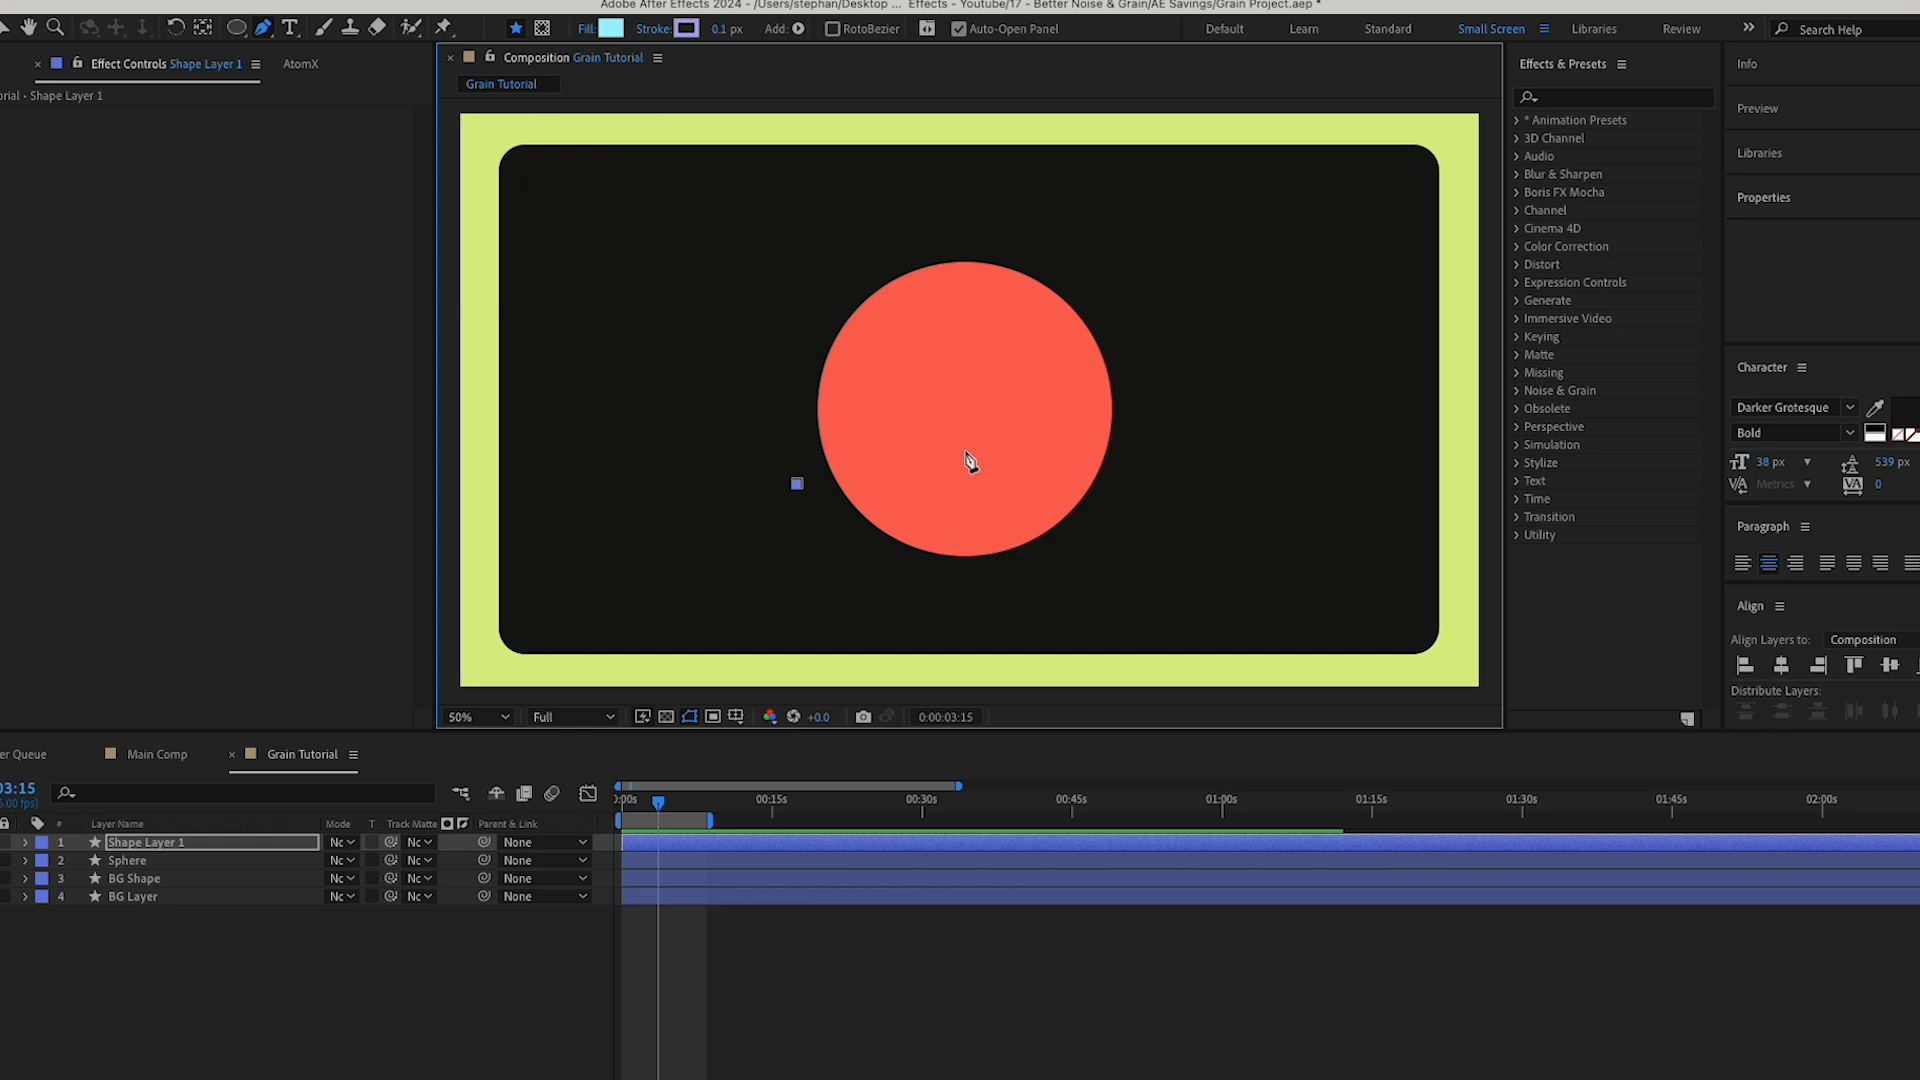 Adobe After Effects 2024 - /Users/stephan/Desktop ... Effects - Youtube/17 - Better Noise & Grain/AE Savings/Grain Project.aep *
Fill: Stroke: 0.1 px Add: RotoBezier Auto-Open Panel Default Learn Standard Small Screen Libraries Review Search Help
Effect Controls Shape Layer 1 AtomX
orial • Shape Layer 1
Composition Grain Tutorial
Grain Tutorial
50% Full +0.0 0:00:03:15
Effects & Presets
* Animation Presets
3D Channel
Audio
Blur & Sharpen
Boris FX Mocha
Channel
Cinema 4D
Color Correction
Distort
Expression Controls
Generate
Immersive Video
Keying
Matte
Missing
Noise & Grain
Obsolete
Perspective
Simulation
Stylize
Text
Time
Transition
Utility
Info
Preview
Libraries
Properties
Character
Darker Grotesque
Bold
38 px 539 px
Metrics 0
Paragraph
Align
Align Layers to: Composition
Distribute Layers:
er Queue Main Comp Grain Tutorial
03:15
5.00 fps)
:00s 00:15s 00:30s 00:45s 01:00s 01:15s 01:30s 01:45s 02:00s
# Layer Name Mode T Track Matte Parent & Link
1 Shape Layer 1 Nc Nc None
2 Sphere Nc Nc None
3 BG Shape Nc Nc None
4 BG Layer Nc Nc None